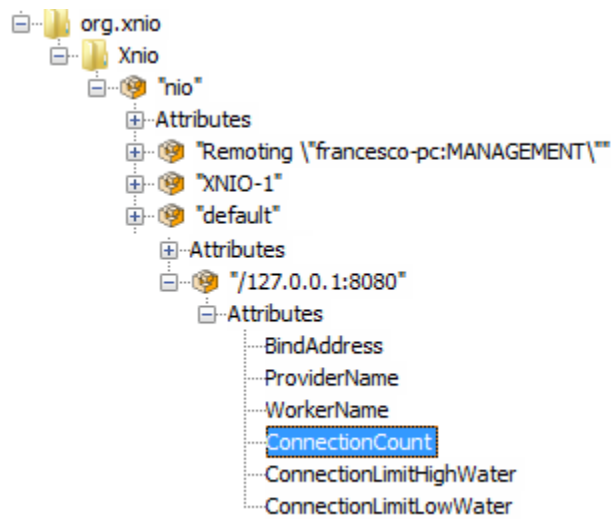 org.xnio
Xnio
"nio"
Attributes
"Remoting \"francesco-pc:MANAGEMENT\""
"XNIO-1"
"default"
Attributes
"/127.0.0.1:8080"
Attributes
BindAddress
ProviderName
WorkerName
ConnectionCount
ConnectionLimitHighWater
ConnectionLimitLowWater